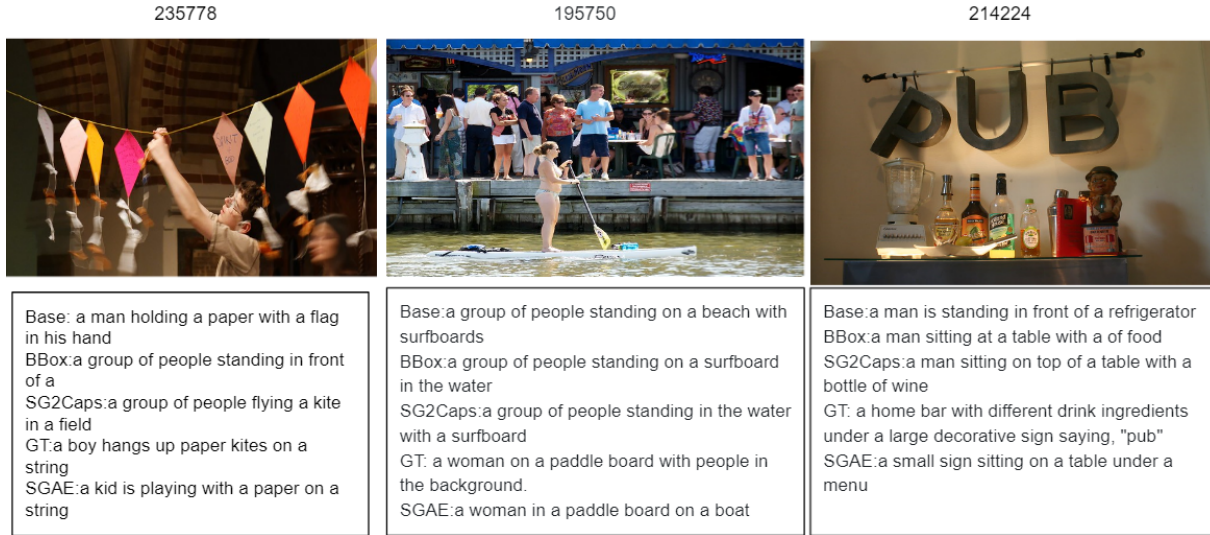 235778
195750
214224
PUB
Base: a man holding a paper with a flag
in his hand
BBox:a group of people standing in front
of a
SG2Caps:a group of people flying a kite
in a field
GT:a boy hangs up paper kites on a
string
SGAE:a kid is playing with a paper on a
string
Base:a group of people standing on a beach with
surfboards
BBox:a group of people standing on a surfboard
in the water
SG2Caps:a group of people standing in the water
with a surfboard
GT: a woman on a paddle board with people in
the background.
SGAE:a woman in a paddle board on a boat
Base:a man is standing in front of a refrigerator
BBox:a man sitting at a table with a of food
SG2Caps:a man sitting on top of a table with a
bottle of wine
GT: a home bar with different drink ingredients
under a large decorative sign saying, "pub"
SGAE:a small sign sitting on a table under a
menu